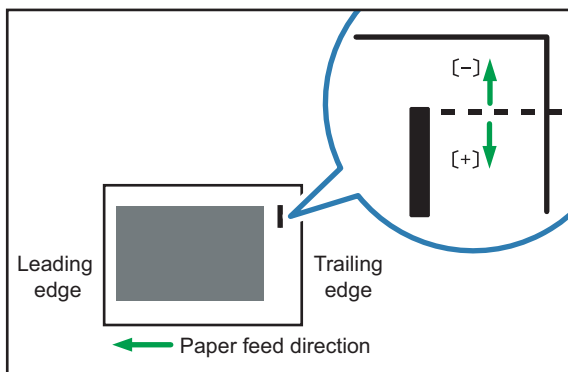 [−]
[+]
Leading
edge
Trailing
edge
Paper feed direction